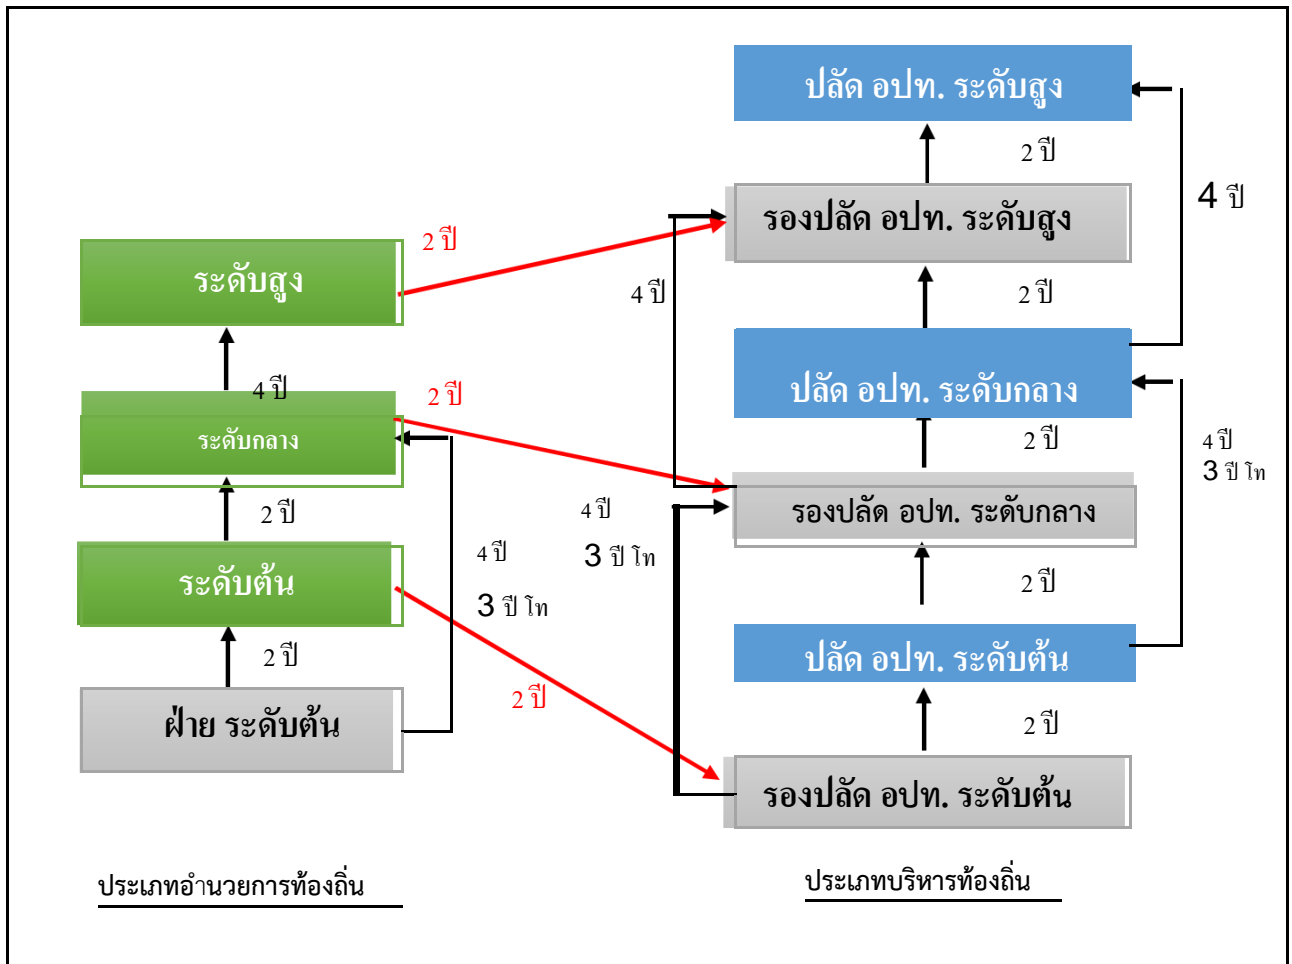 ปลัด อปท. ระดับสูง
2 ปี
รองปลัด อปท. ระดับสูง
4 ปี
2 ปี
ระดับสูง
4 ปี
2 ปี
ปลัด อปท. ระดับกลาง
4 ปี
2 ปี
ระดับกลาง
2 ปี
4 ปี
3 ปี โท
รองปลัด อปท. ระดับกลาง
2 ปี
4 ปี
3 ปี โท
4 ปี
3 ปี โท
ระดับต้น
2 ปี
2 ปี
ปลัด อปท. ระดับต้น
2 ปี
2 ปี
ฝ่าย ระดับต้น
รองปลัด อปท. ระดับต้น
ประเภทอำนวยการท้องถิ่น
ประเภทบริหารท้องถิ่น